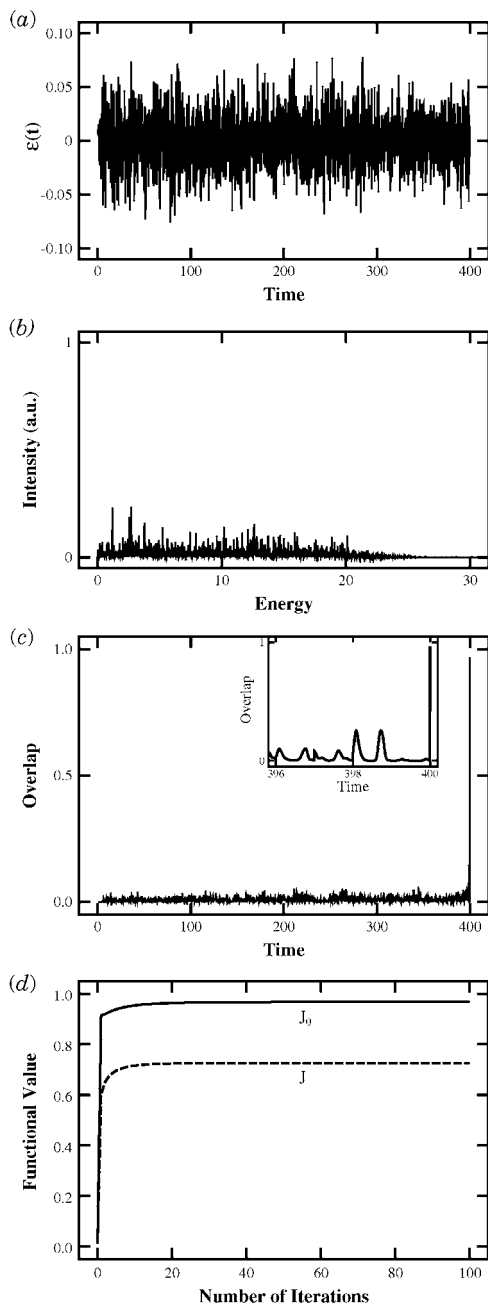 (a)
0.10
0.05
0
-0.05
-0.10
ε(t)
0 100 200 300 400
Time
(b)
1
0
Intensity (a.u.)
0 10 20 30
Energy
(c)
1.0
0.5
0.0
Overlap
1
0
Overlap
396 398 400
Time
0 100 200 300 400
Time
(d)
1.0
0.8
0.6
0.4
0.2
0.0
Functional Value
J₀
J
0 20 40 60 80 100
Number of Iterations